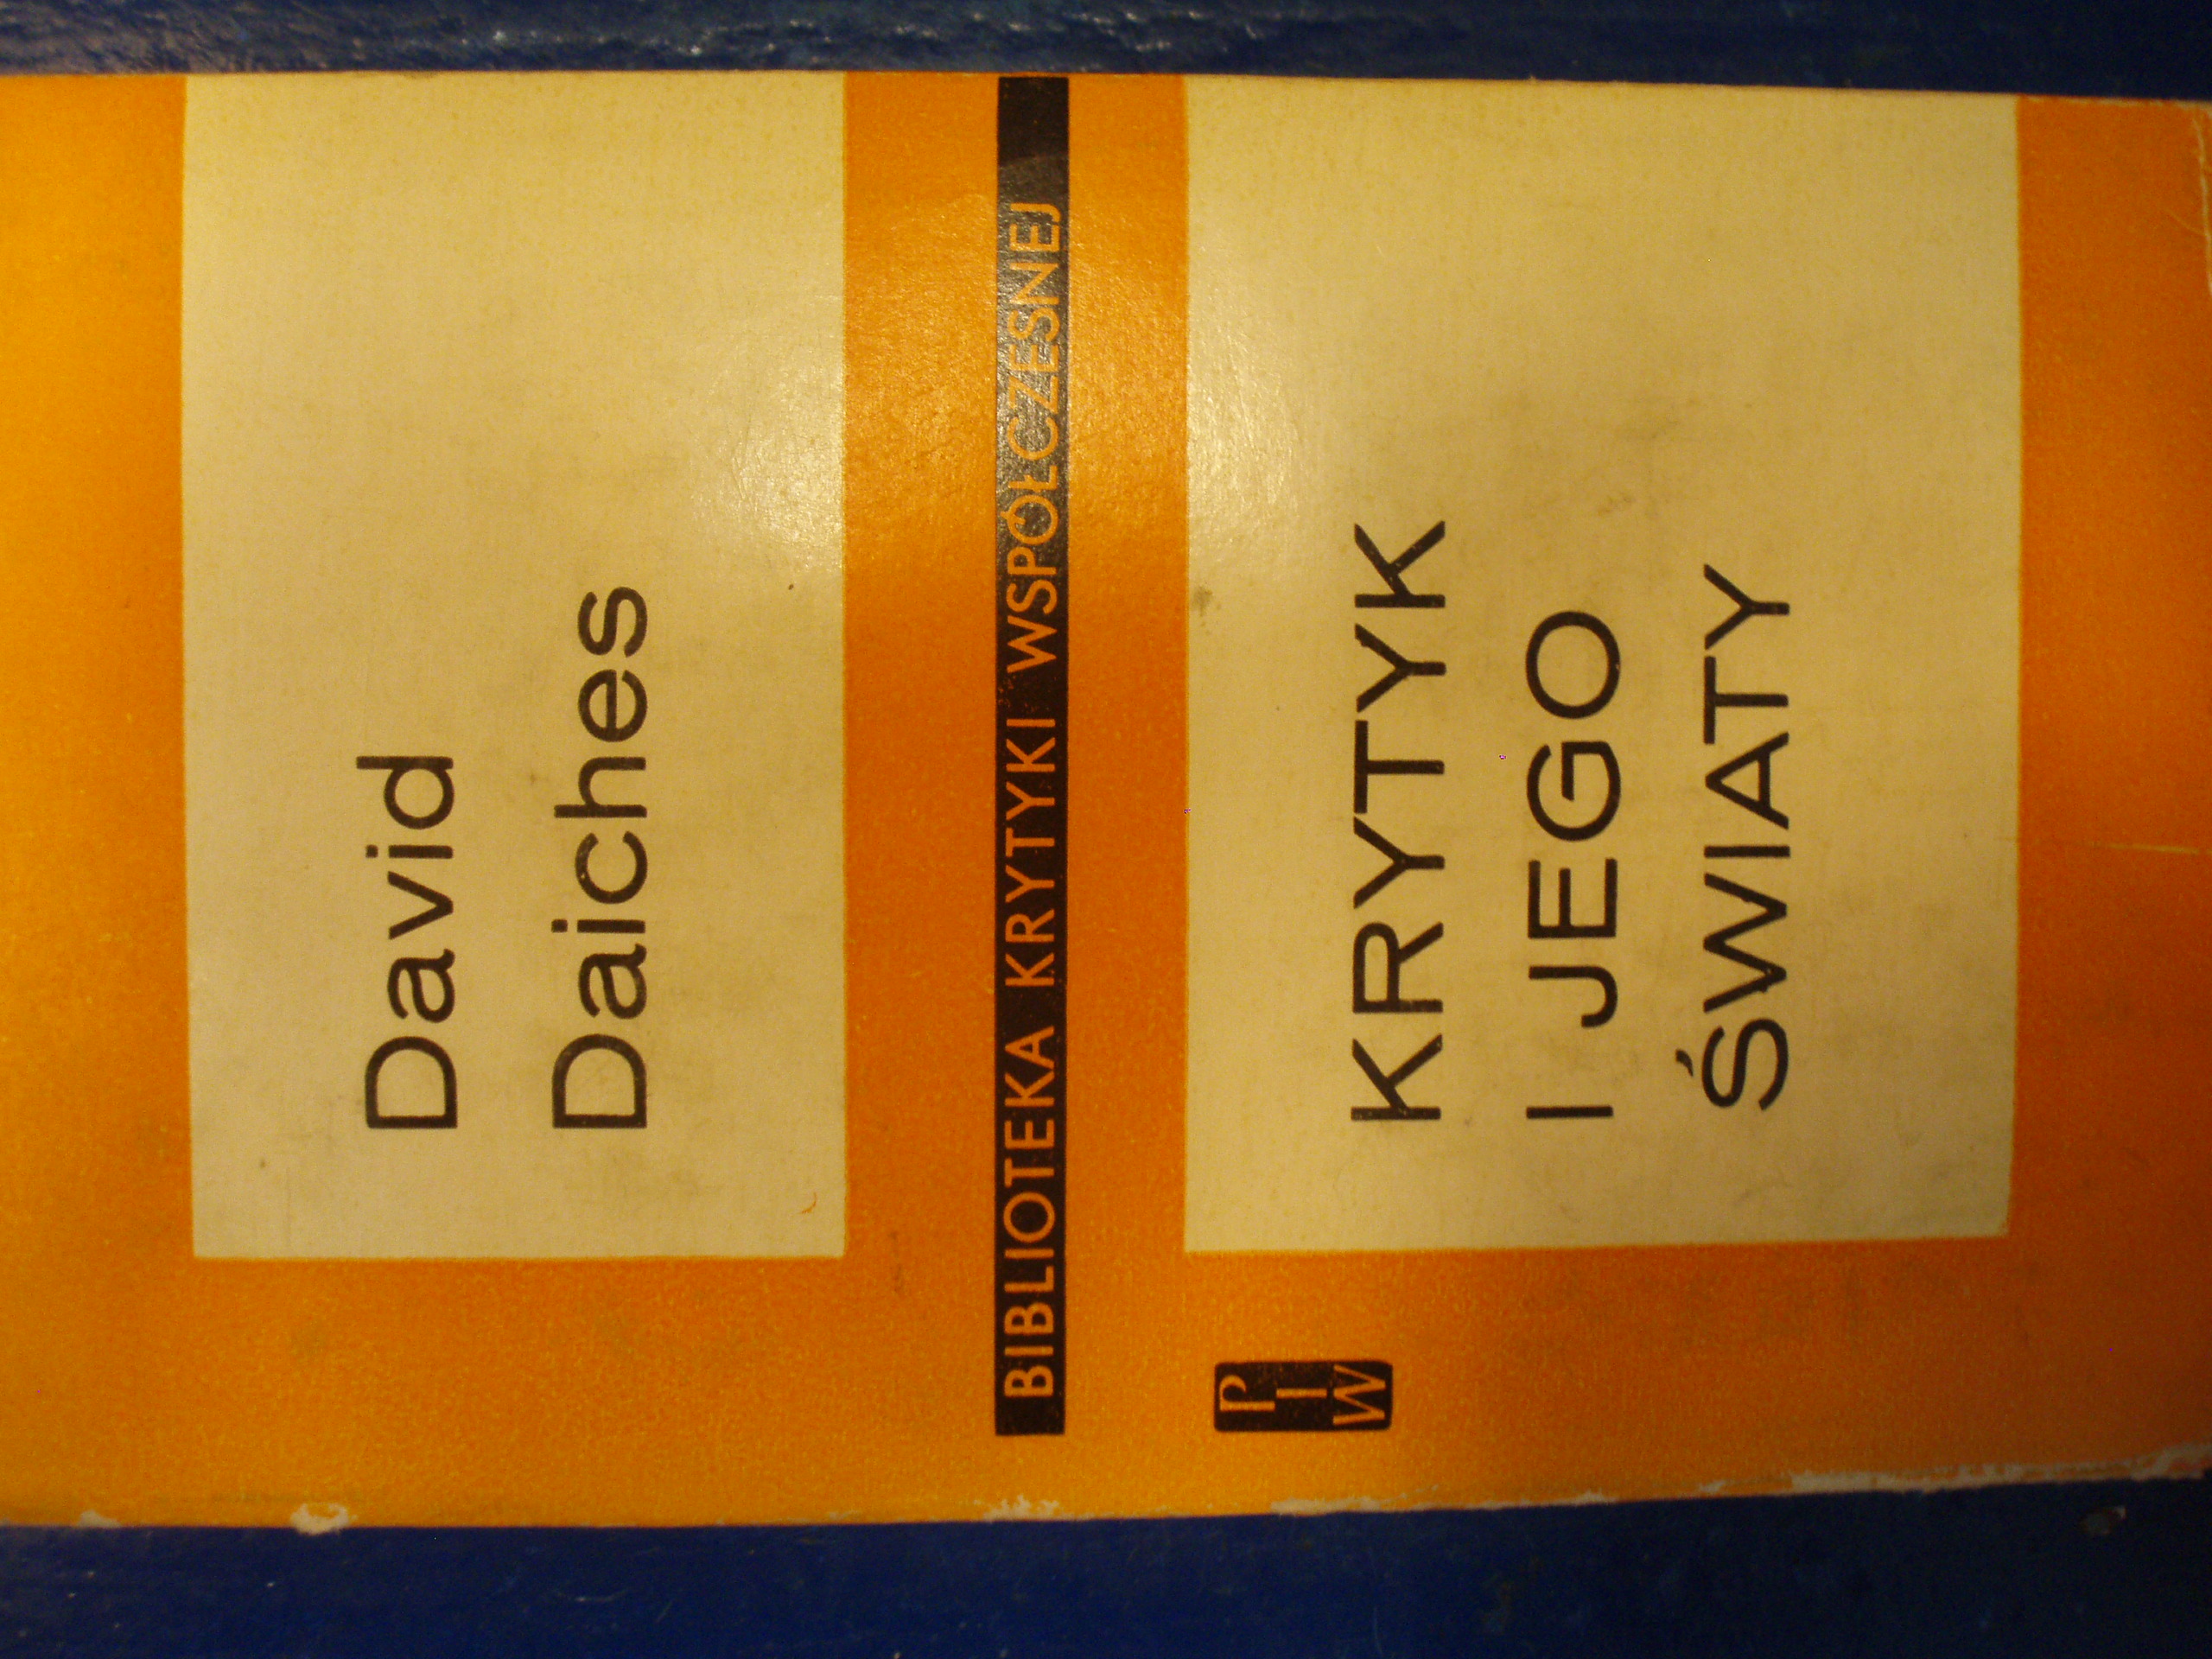 David
Daiches
BIBLIOTEKA KRYTYKI WSPÓŁCZESNEJ
KRYTYK
I JEGO
ŚWIATY
PIW